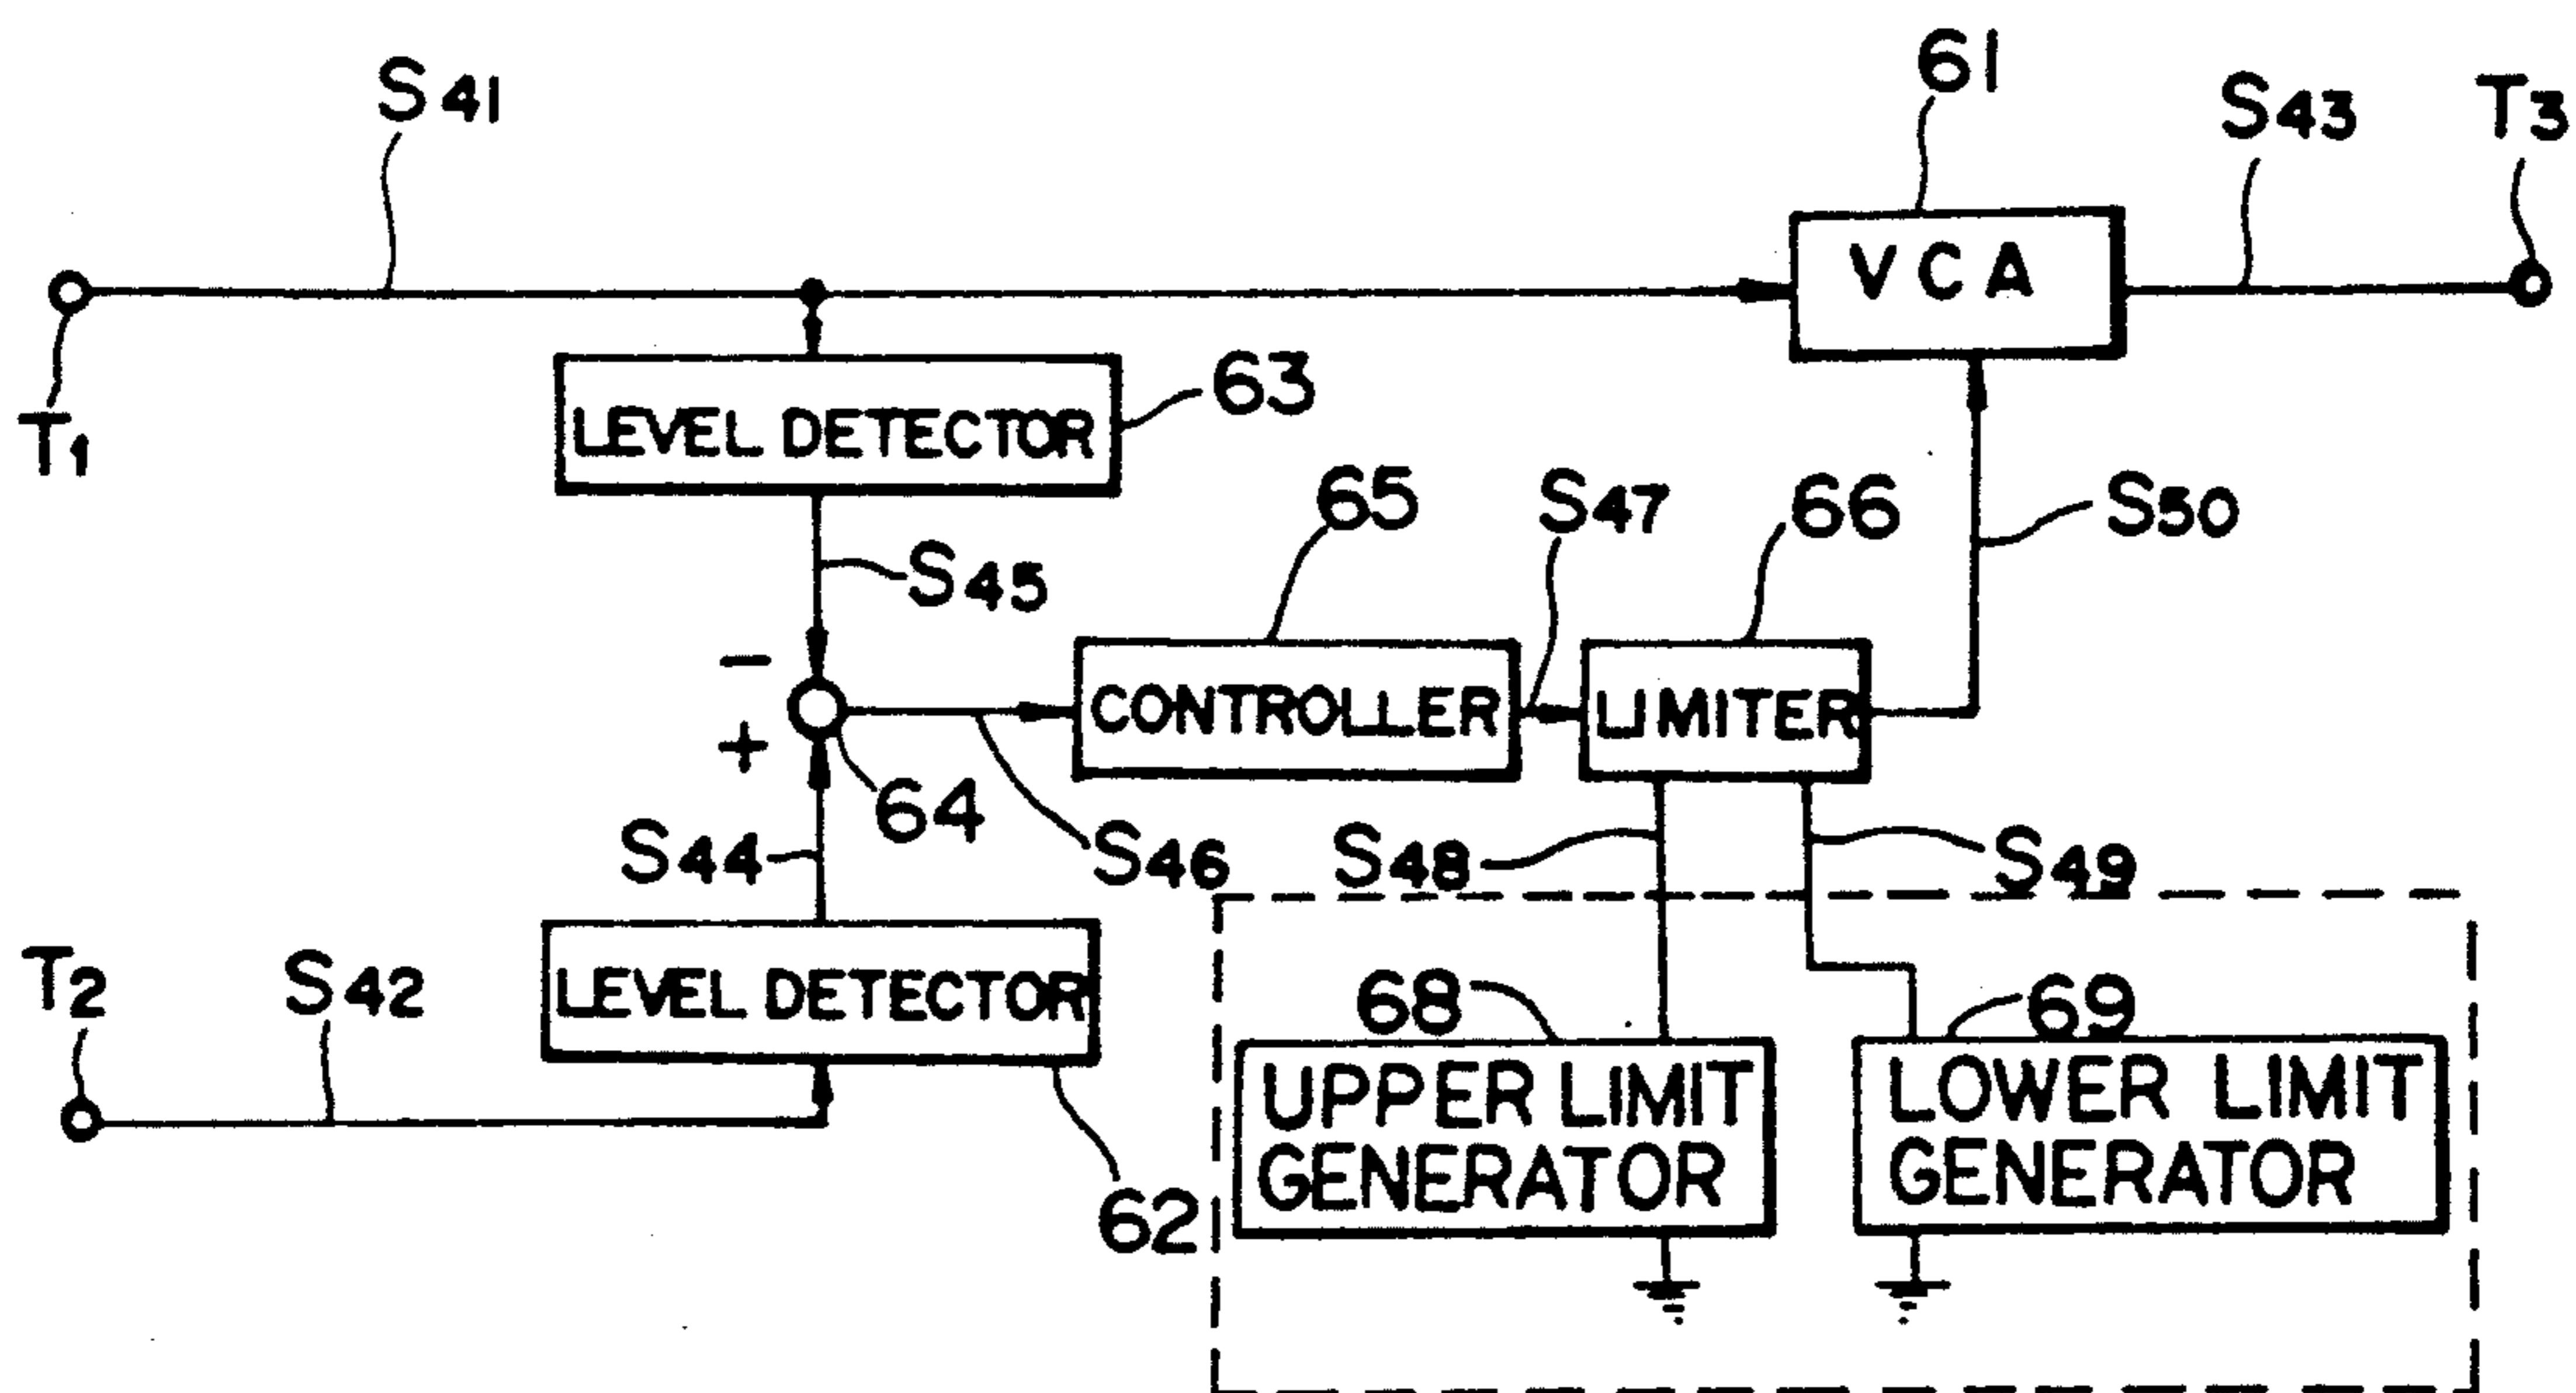 61
S41
S43
T3
VCA
T1
LEVEL DETECTOR
63
65
S47
66
S50
S45
−
CONTROLLER
LIMITER
+
64
S44
S46
S48
S49
T2
S42
LEVEL DETECTOR
68
69
UPPER LIMIT
GENERATOR
LOWER LIMIT
GENERATOR
62